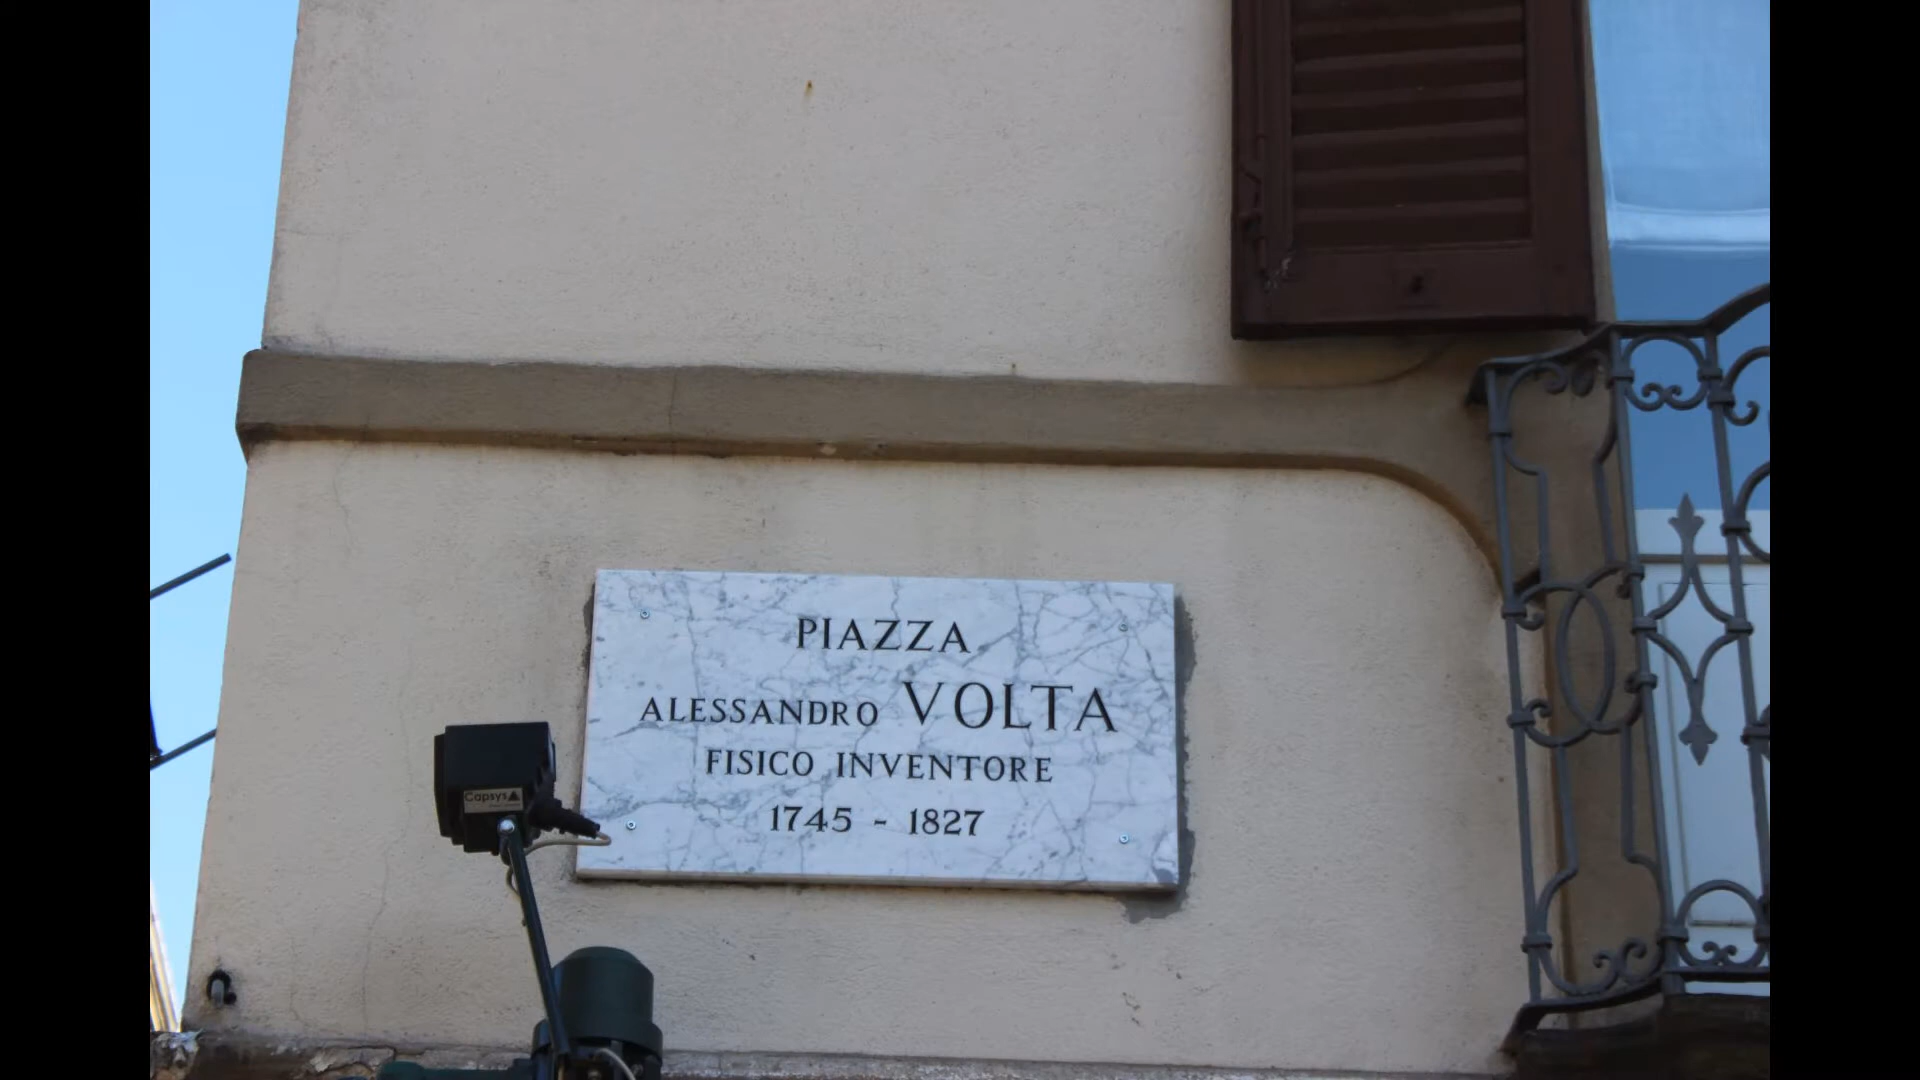 PIAZZA
ALESSANDRO VOLTA
FISICO INVENTORE
1745 - 1827
Capsys